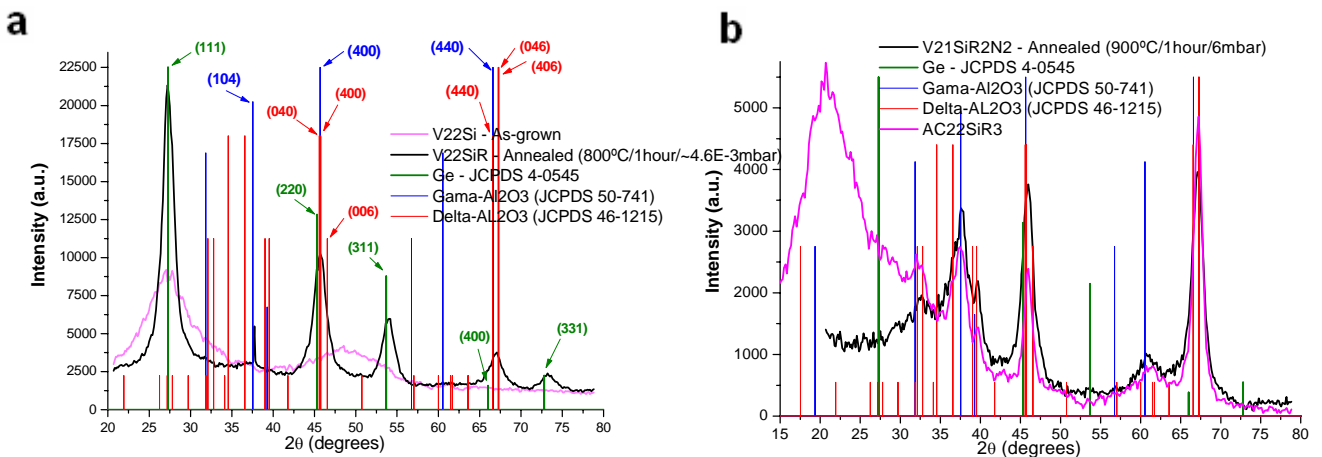 a
(111)
(400)
(440)
(046)
(406)
(104)
(040)
(400)
(440)
V22Si - As-grown
V22SiR - Annealed (800ºC/1hour/~4.6E-3mbar)
Ge - JCPDS 4-0545
Gama-Al2O3 (JCPDS 50-741)
Delta-AL2O3 (JCPDS 46-1215)
(220)
(006)
(311)
(400)
(331)
Intensity (a.u.)
22500
20000
17500
15000
12500
10000
7500
5000
2500
0
20 25 30 35 40 45 50 55 60 65 70 75 80
2θ (degrees)
b
V21SiR2N2 - Annealed (900ºC/1hour/6mbar)
Ge - JCPDS 4-0545
Gama-Al2O3 (JCPDS 50-741)
Delta-AL2O3 (JCPDS 46-1215)
AC22SiR3
Intensity (a.u.)
5000
4000
3000
2000
1000
0
15 20 25 30 35 40 45 50 55 60 65 70 75 80
2θ (degrees)